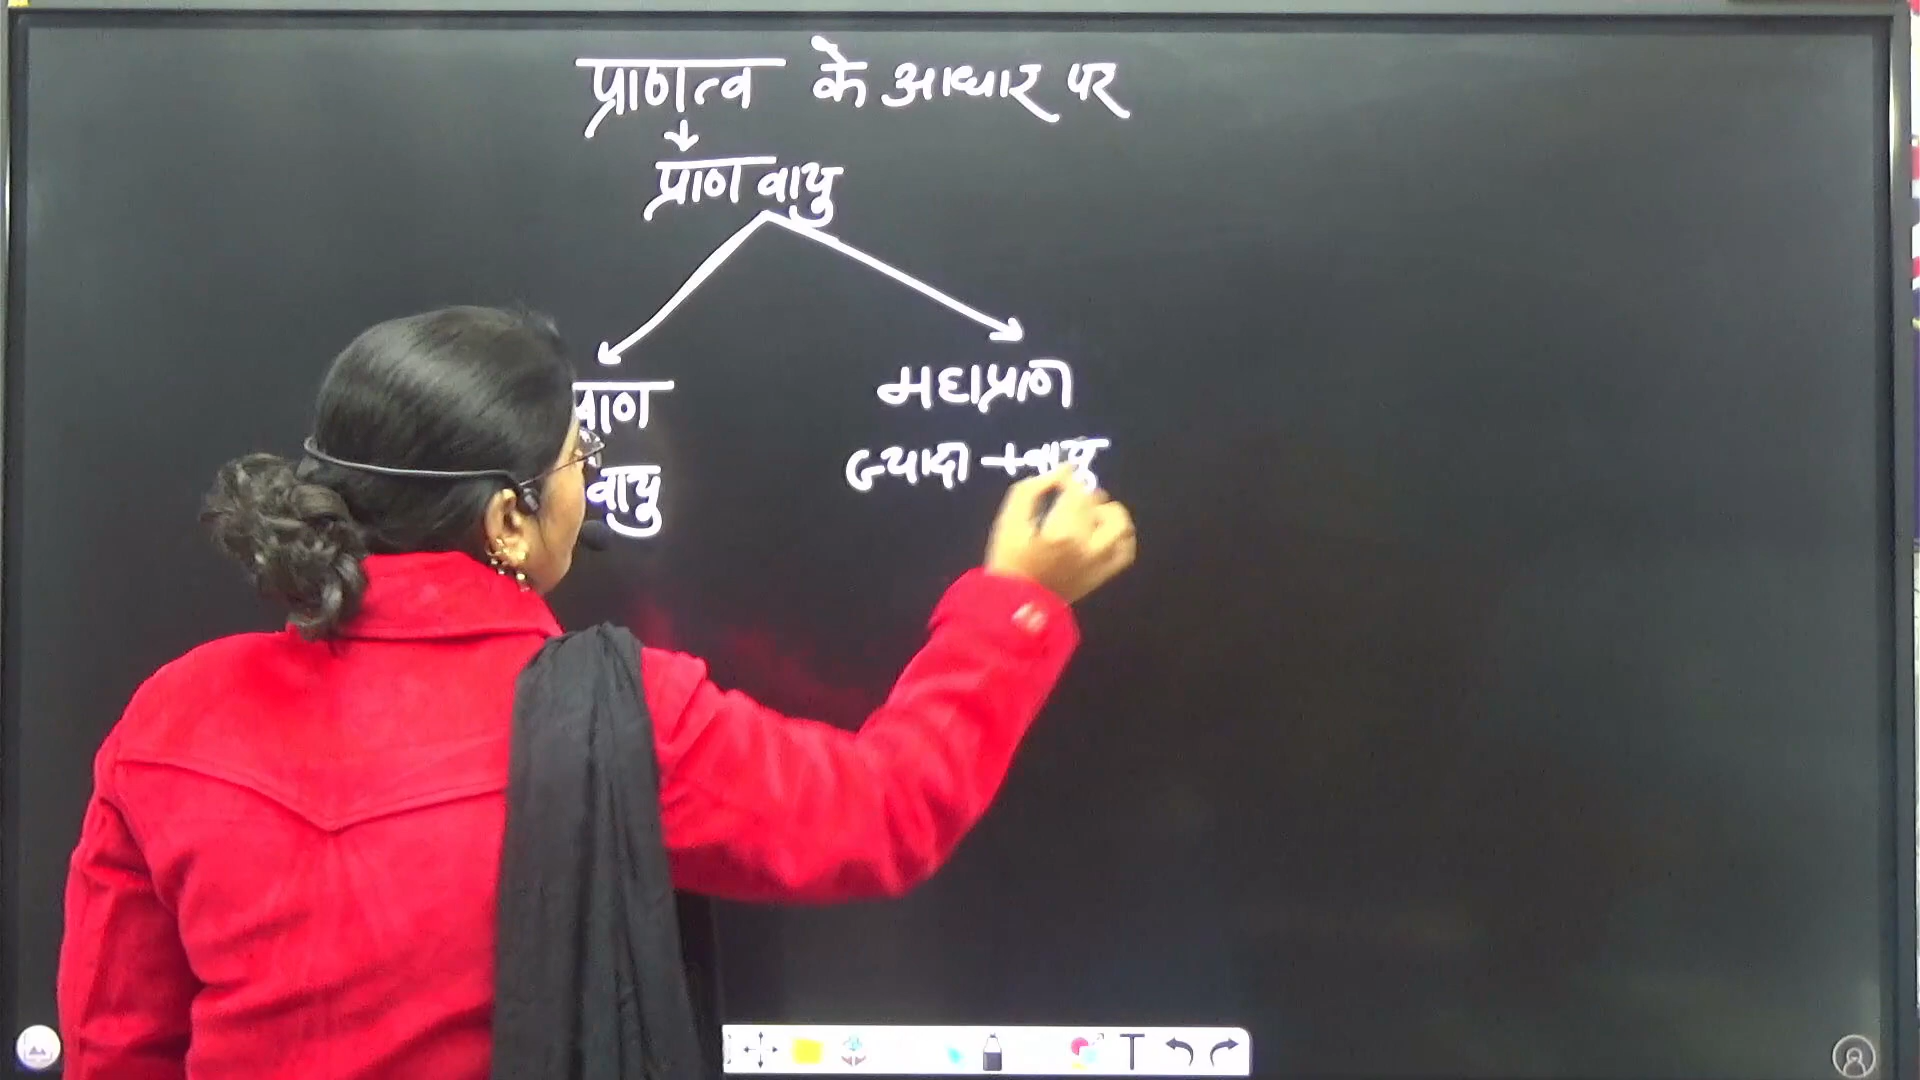 प्राणत्व के आधार पर
प्राण वायु
प्राण
महाप्राण
वायु
ज्यादा + वायु